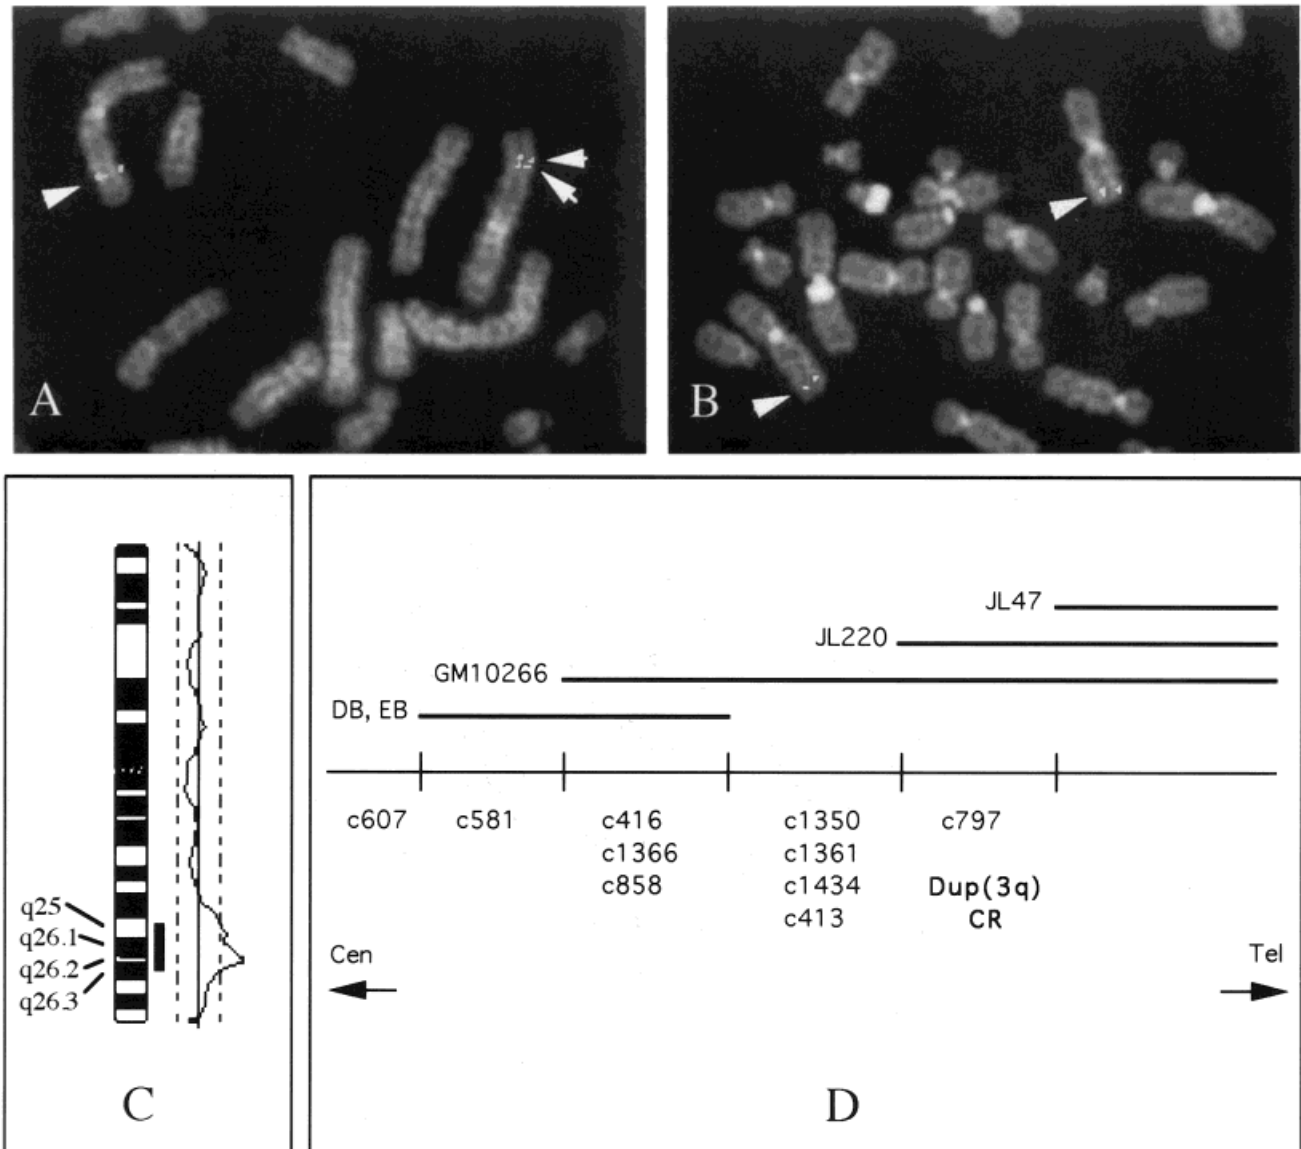 A
B
q25
q26.1
q26.2
q26.3
C
JL47
JL220
GM10266
DB, EB
c607 c581 c416 c1350 c797
c1366 c1361
c858 c1434 Dup(3q)
c413 CR
Cen Tel
D